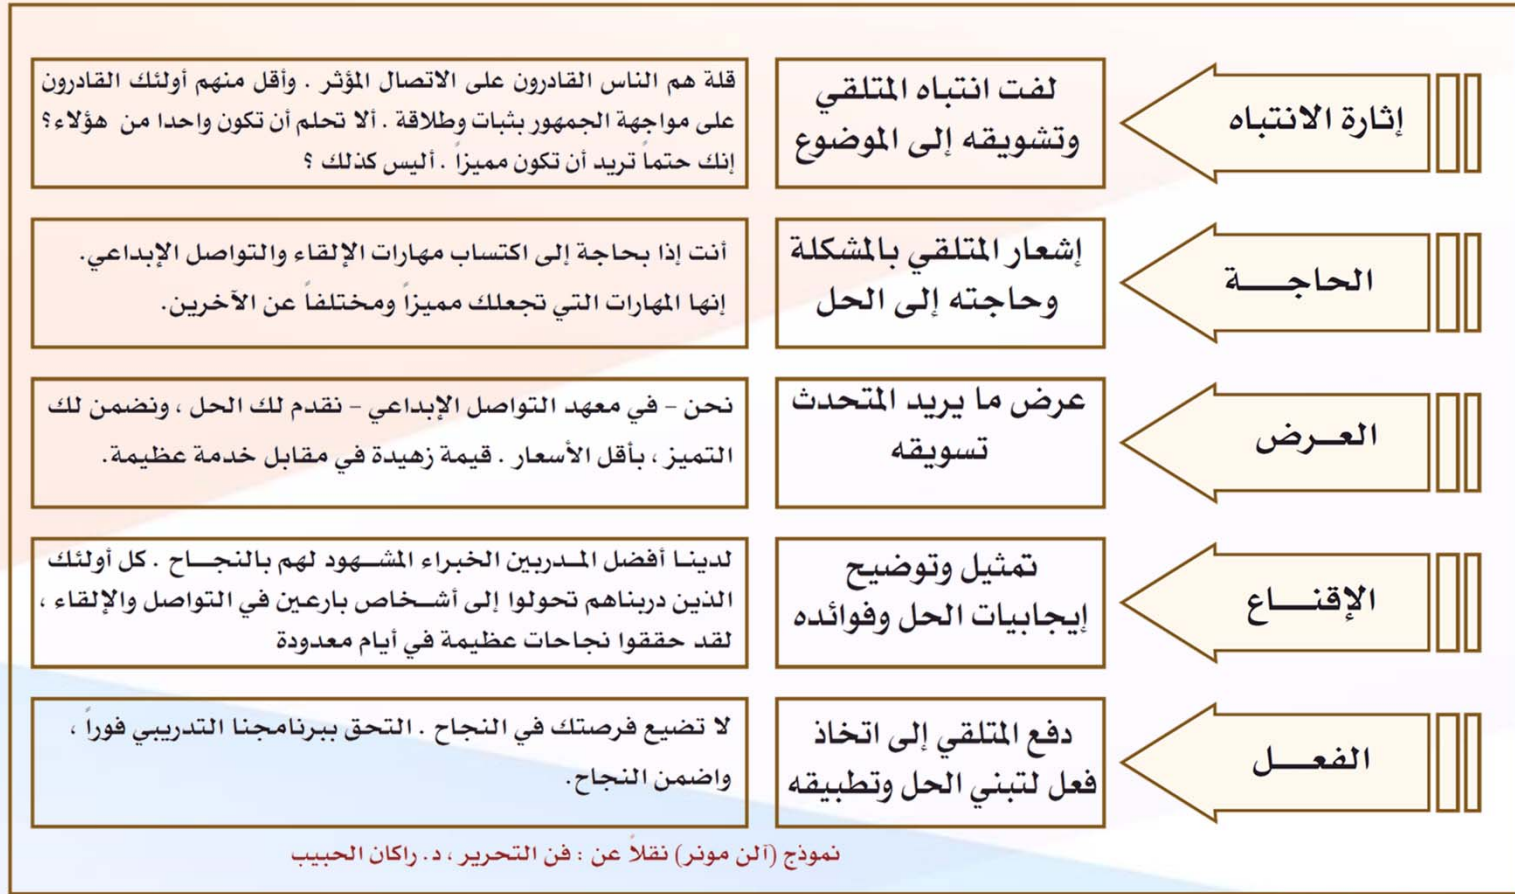 إثارة الانتباه
لفت انتباه المتلقي
وتشويقه إلى الموضوع
قلة هم الناس القادرون على الاتصال المؤثر . وأقل منهم أولئك القادرون
على مواجهة الجمهور بثبات وطلاقة . ألا تحلم أن تكون واحدا من هؤلاء؟
إنك حتماً تريد أن تكون مميزاً . أليس كذلك ؟
الحاجـــــة
إشعار المتلقي بالمشكلة
وحاجته إلى الحل
أنت إذا بحاجة إلى اكتساب مهارات الإلقاء والتواصل الإبداعي.
إنها المهارات التي تجعلك مميزاً ومختلفاً عن الآخرين.
العــرض
عرض ما يريد المتحدث
تسويقه
نحن – في معهد التواصل الإبداعي – نقدم لك الحل ، ونضمن لك
التميز ، بأقل الأسعار . قيمة زهيدة في مقابل خدمة عظيمة.
الإقنــــاع
تمثيل وتوضيح
إيجابيات الحل وفوائده
لدينـا أفضل المـدربين الخبراء المشـهود لهم بالنجـاح . كل أولئك
الذين دربناهم تحولوا إلى أشـخاص بارعين في التواصل والإلقاء ،
لقد حققوا نجاحات عظيمة في أيام معدودة
الفعــــل
دفع المتلقي إلى اتخاذ
فعل لتبني الحل وتطبيقه
لا تضيع فرصتك في النجاح . التحق ببرنامجنا التدريبي فوراً ،
واضمن النجاح.
نموذج (آلن مونر) نقلاً عن : فن التحرير ، د. راكان الحبيب